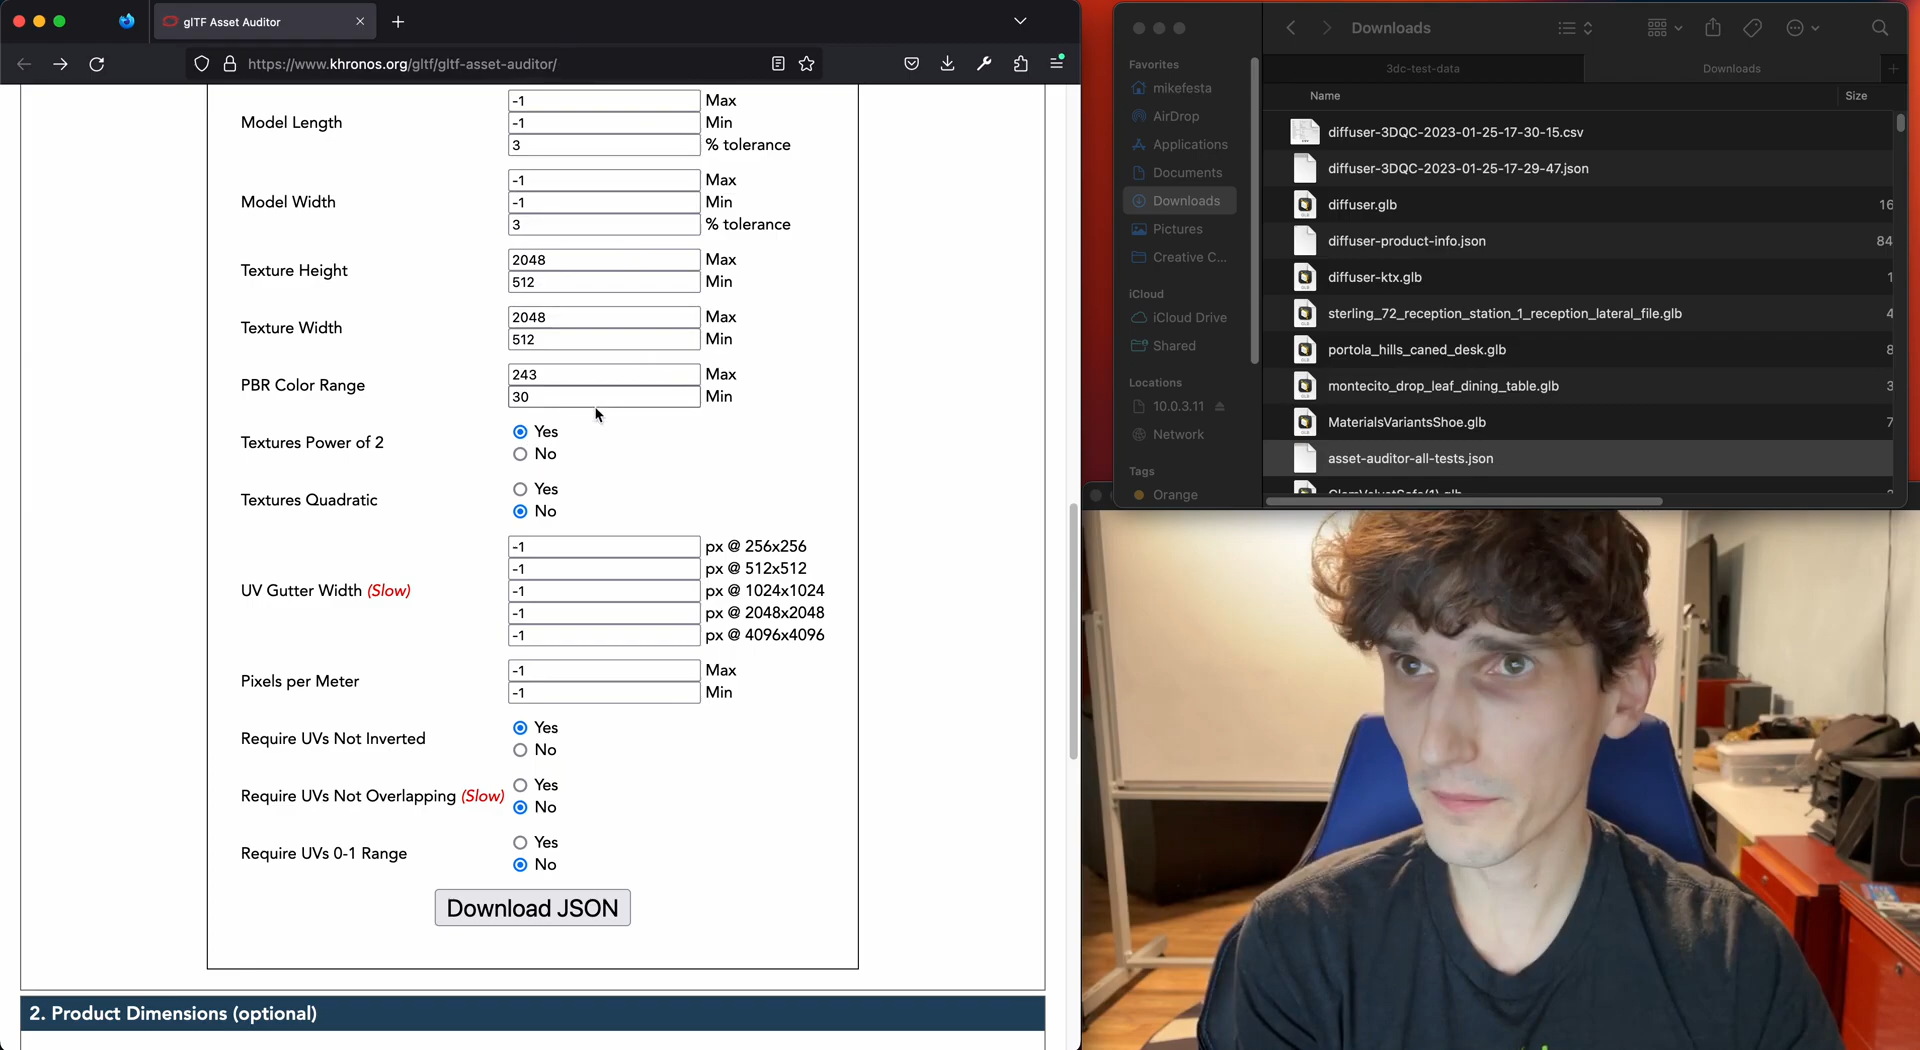 glTF Asset Auditor
https://www.khronos.org/gltf/gltf-asset-auditor/
Model Length
-1 Max
-1 Min
3 % tolerance
Model Width
-1 Max
-1 Min
3 % tolerance
Texture Height
2048 Max
512 Min
Texture Width
2048 Max
512 Min
PBR Color Range
243 Max
30 Min
Textures Power of 2
Yes
No
Textures Quadratic
Yes
No
UV Gutter Width (Slow)
-1 px @ 256x256
-1 px @ 512x512
-1 px @ 1024x1024
-1 px @ 2048x2048
-1 px @ 4096x4096
Pixels per Meter
-1 Max
-1 Min
Require UVs Not Inverted
Yes
No
Require UVs Not Overlapping (Slow)
Yes
No
Require UVs 0-1 Range
Yes
No
Download JSON
2. Product Dimensions (optional)
Downloads
3dc-test-data
Downloads
Favorites
mikefesta
AirDrop
Applications
Documents
Downloads
Pictures
Creative C...
iCloud
iCloud Drive
Shared
Locations
10.0.3.11
Network
Tags
Orange
Name Size
diffuser-3DQC-2023-01-25-17-30-15.csv
diffuser-3DQC-2023-01-25-17-29-47.json
diffuser.glb 16
diffuser-product-info.json 84
diffuser-ktx.glb 1
sterling_72_reception_station_1_reception_lateral_file.glb 4
portola_hills_caned_desk.glb 8
montecito_drop_leaf_dining_table.glb 3
MaterialsVariantsShoe.glb 7
asset-auditor-all-tests.json